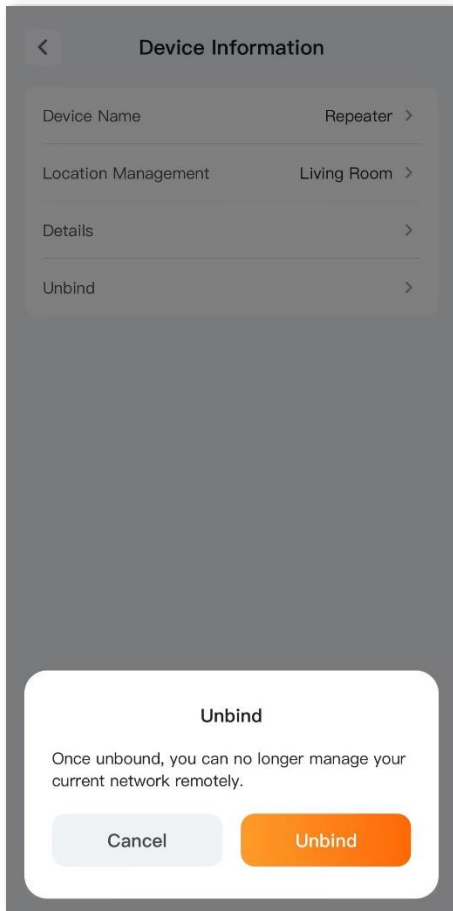 Device Information
Device Name Repeater
Location Management Living Room
Details
Unbind
Unbind
Once unbound, you can no longer manage your
current network remotely.
Cancel Unbind